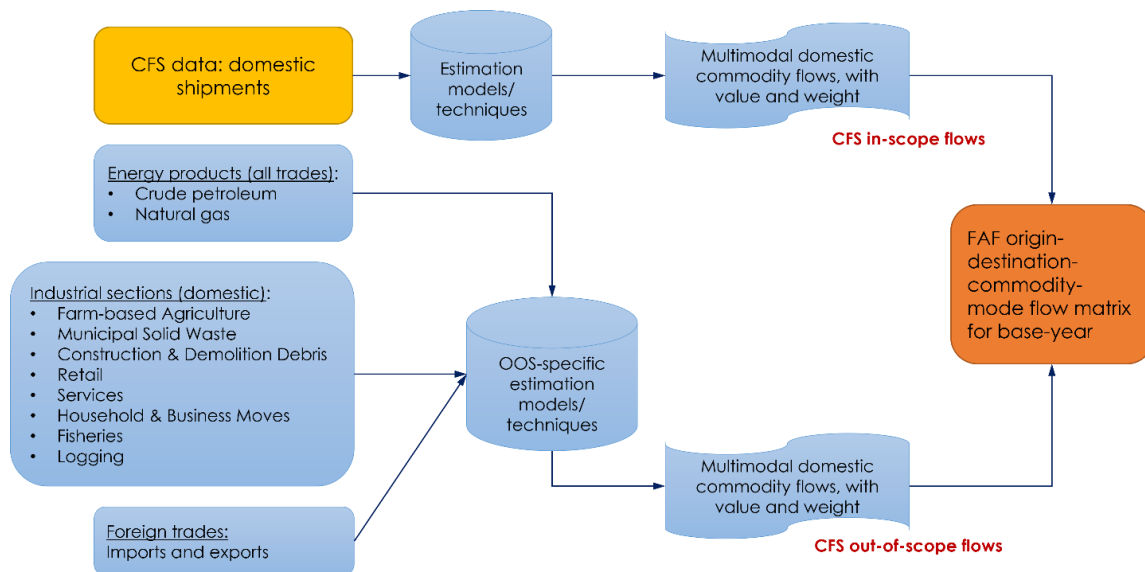 CFS data: domestic
shipments
Estimation
models/
techniques
Multimodal domestic
commodity flows, with
value and weight
CFS in-scope flows
Energy products (all trades):
• Crude petroleum
• Natural gas
Industrial sections (domestic):
• Farm-based Agriculture
• Municipal Solid Waste
• Construction & Demolition Debris
• Retail
• Services
• Household & Business Moves
• Fisheries
• Logging
Foreign trades:
Imports and exports
OOS-specific
estimation
models/
techniques
Multimodal domestic
commodity flows, with
value and weight
CFS out-of-scope flows
FAF origin-
destination-
commodity-
mode flow matrix
for base-year